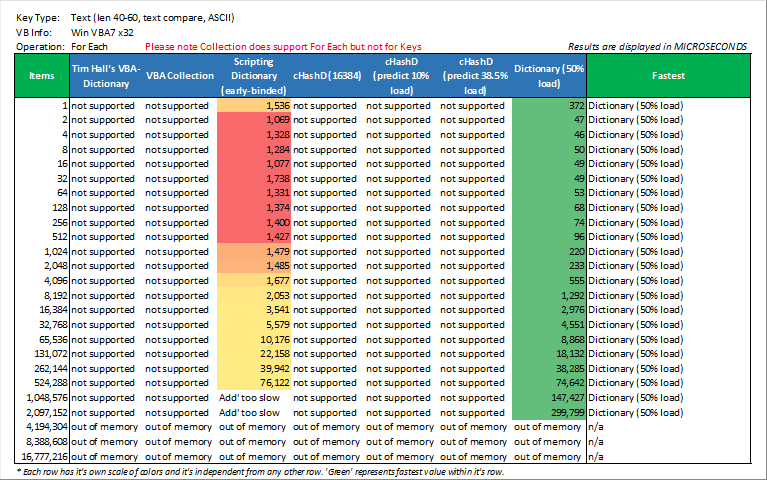 Key Type: Text (len 40-60, text compare, ASCII)
VB Info: Win VBA7 x32
Operation: For Each Please note Collection does support For Each but not for Keys Results are displayed in MICROSECONDS
Items Tim Hall's VBA-Dictionary VBA Collection Scripting Dictionary (early-binded) cHashD (16384) cHashD (predict 10% load) cHashD (predict 38.5% load) Dictionary (50% load) Fastest
1 not supported not supported 1,536 not supported not supported not supported 372 Dictionary (50% load)
2 not supported not supported 1,069 not supported not supported not supported 47 Dictionary (50% load)
4 not supported not supported 1,328 not supported not supported not supported 46 Dictionary (50% load)
8 not supported not supported 1,284 not supported not supported not supported 50 Dictionary (50% load)
16 not supported not supported 1,077 not supported not supported not supported 49 Dictionary (50% load)
32 not supported not supported 1,738 not supported not supported not supported 49 Dictionary (50% load)
64 not supported not supported 1,331 not supported not supported not supported 53 Dictionary (50% load)
128 not supported not supported 1,374 not supported not supported not supported 68 Dictionary (50% load)
256 not supported not supported 1,400 not supported not supported not supported 74 Dictionary (50% load)
512 not supported not supported 1,427 not supported not supported not supported 96 Dictionary (50% load)
1,024 not supported not supported 1,479 not supported not supported not supported 220 Dictionary (50% load)
2,048 not supported not supported 1,485 not supported not supported not supported 233 Dictionary (50% load)
4,096 not supported not supported 1,677 not supported not supported not supported 555 Dictionary (50% load)
8,192 not supported not supported 2,053 not supported not supported not supported 1,292 Dictionary (50% load)
16,384 not supported not supported 3,541 not supported not supported not supported 2,976 Dictionary (50% load)
32,768 not supported not supported 5,579 not supported not supported not supported 4,551 Dictionary (50% load)
65,536 not supported not supported 10,176 not supported not supported not supported 8,868 Dictionary (50% load)
131,072 not supported not supported 22,158 not supported not supported not supported 18,132 Dictionary (50% load)
262,144 not supported not supported 39,942 not supported not supported not supported 38,285 Dictionary (50% load)
524,288 not supported not supported 76,122 not supported not supported not supported 74,642 Dictionary (50% load)
1,048,576 not supported not supported Add' too slow not supported not supported not supported 147,427 Dictionary (50% load)
2,097,152 not supported not supported Add' too slow not supported not supported not supported 299,799 Dictionary (50% load)
4,194,304 out of memory out of memory out of memory out of memory out of memory out of memory out of memory n/a
8,388,608 out of memory out of memory out of memory out of memory out of memory out of memory out of memory n/a
16,777,216 out of memory out of memory out of memory out of memory out of memory out of memory out of memory n/a
* Each row has it's own scale of colors and it's independent from any other row. 'Green' represents fastest value within it's row.